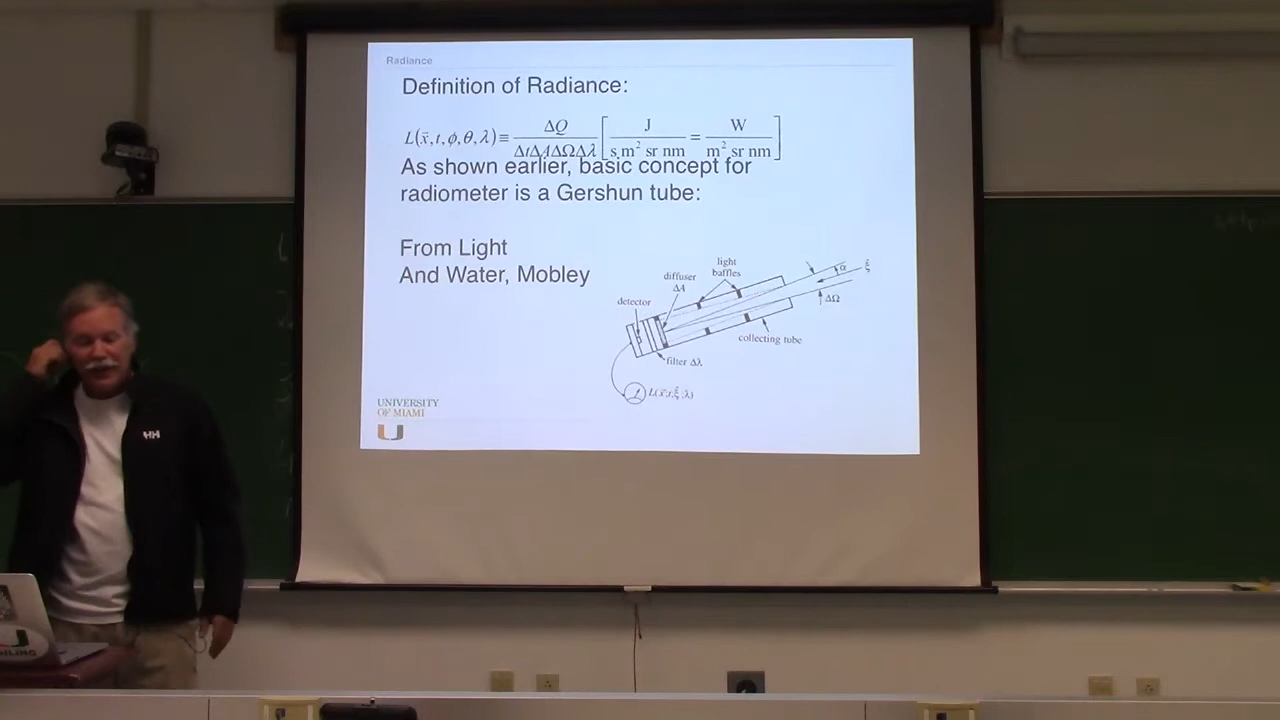 Radiance
Definition of Radiance:
L(x⃗,t,ϕ,θ,λ)≡ ΔQ / ΔtΔAΔΩΔλ [ J / s m² sr nm = W / m² sr nm ]
As shown earlier, basic concept for
radiometer is a Gershun tube:
From Light
And Water, Mobley
light
baffles
diffuser
ΔA
detector
α
ξ
ΔΩ
collecting tube
filter Δλ
L(x⃗,t,ξ,λ)
UNIVERSITY
OF MIAMI
U
HH
U